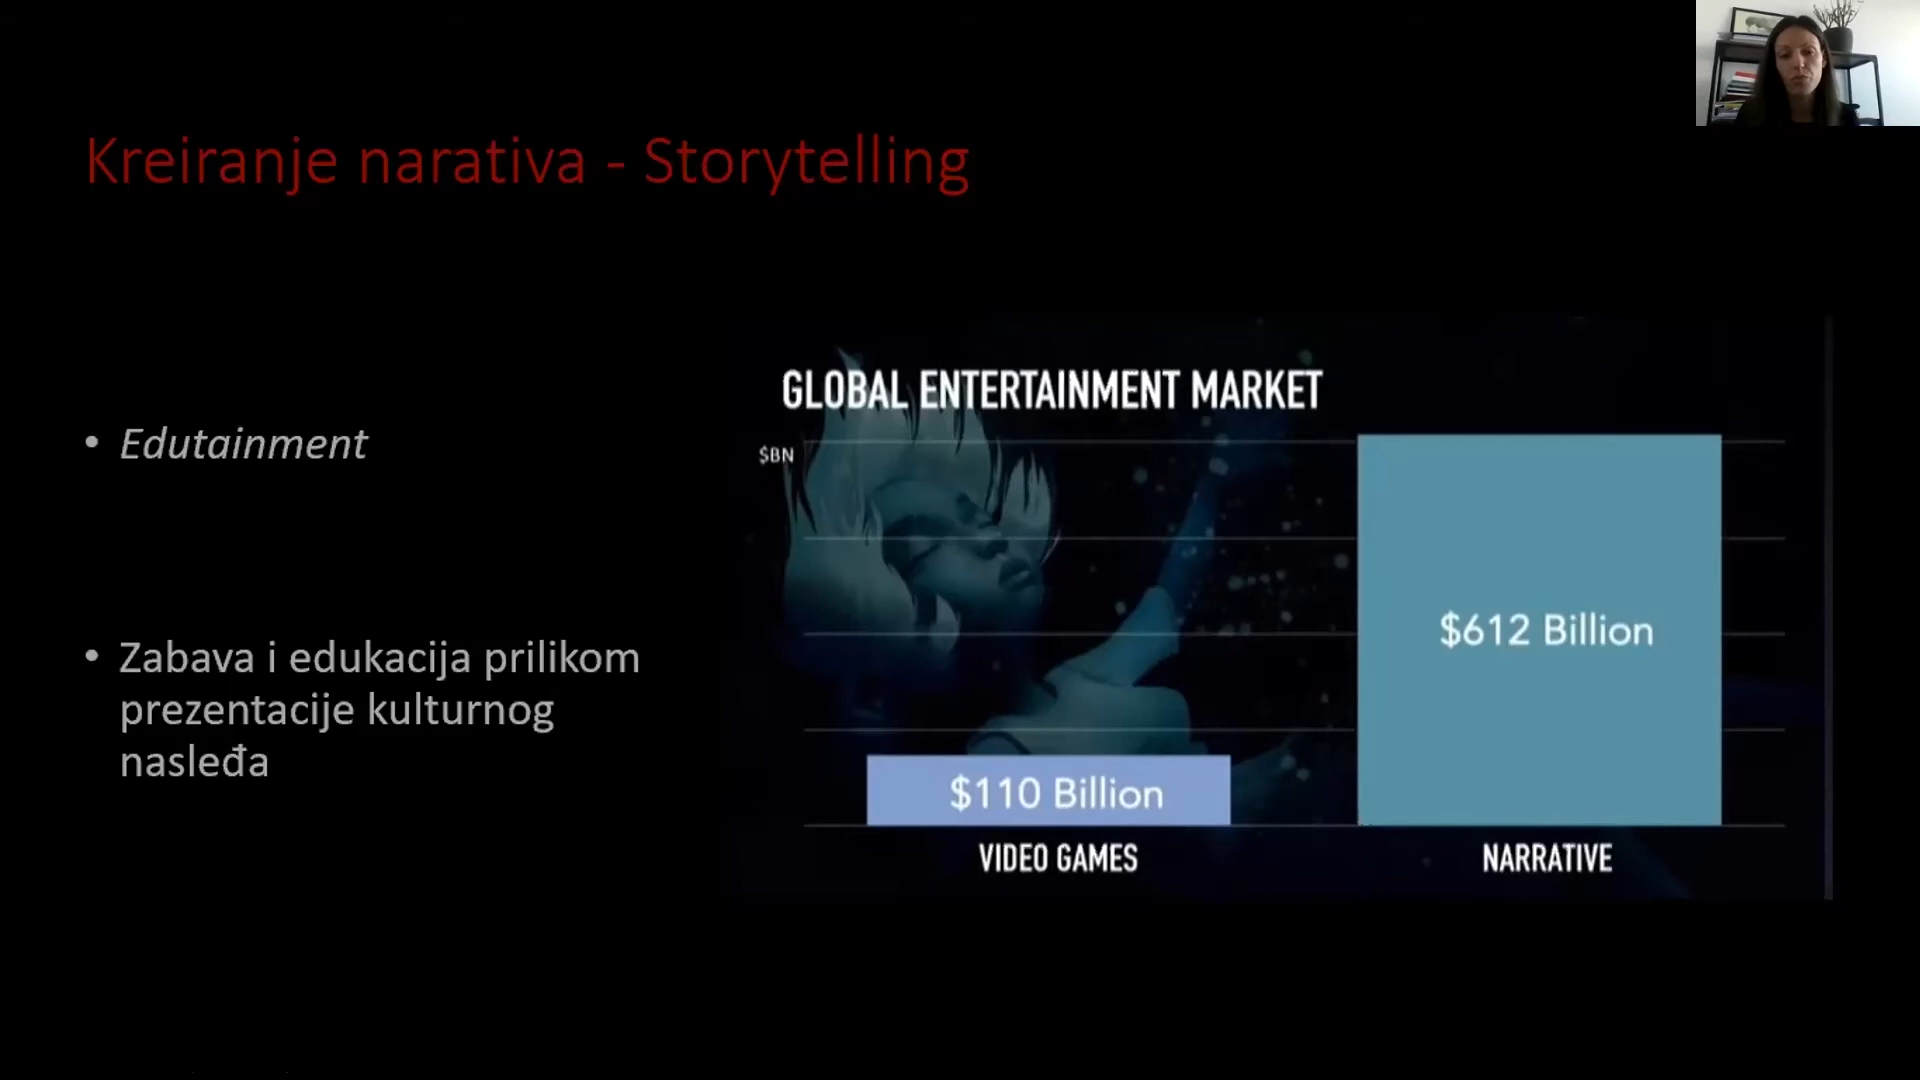 Kreiranje narativa - Storytelling
• Edutainment
• Zabava i edukacija prilikom
prezentacije kulturnog
nasleđa
GLOBAL ENTERTAINMENT MARKET
$BN
$612 Billion
$110 Billion
VIDEO GAMES
NARRATIVE